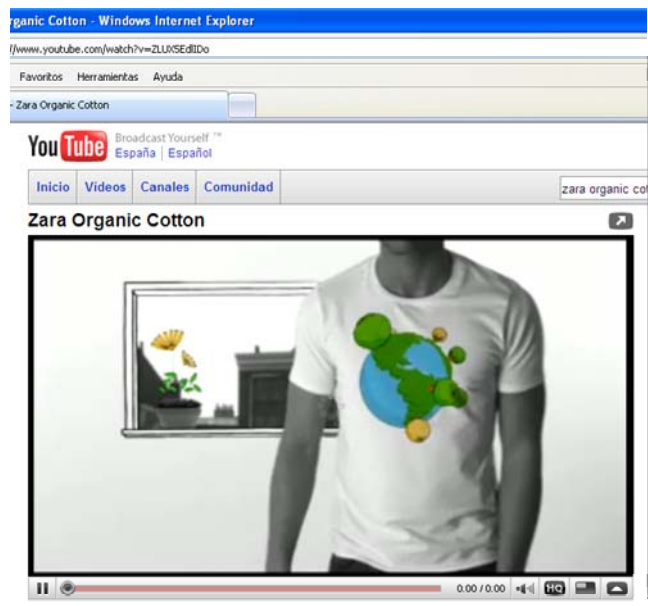 rganic Cotton - Windows Internet Explorer
//www.youtube.com/watch?v=ZLUXSEdlIDo
Favoritos Herramientas Ayuda
- Zara Organic Cotton
You Tube
Broadcast Yourself ™
España | Español
Inicio Vídeos Canales Comunidad
zara organic cot
Zara Organic Cotton
0.00 / 0.00
HQ